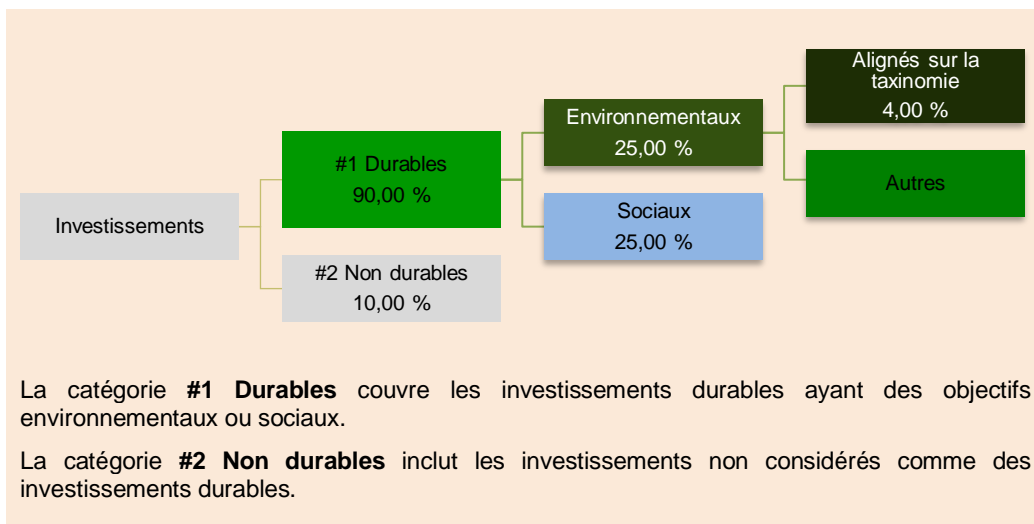 Alignés sur la
taxinomie
4,00 %
Environnementaux
25,00 %
#1 Durables
90,00 %
Autres
Sociaux
25,00 %
Investissements
#2 Non durables
10,00 %
La catégorie #1 Durables couvre les investissements durables ayant des objectifs
environnementaux ou sociaux.
La catégorie #2 Non durables inclut les investissements non considérés comme des
investissements durables.